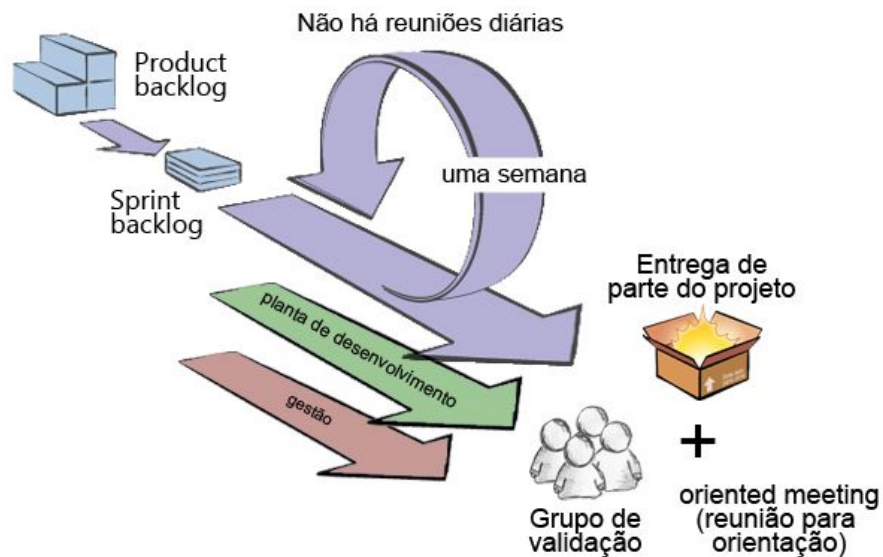 Não há reuniões diárias
Product
backlog
uma semana
Sprint
backlog
Entrega de
parte do projeto
planta de desenvolvimento
gestão
+
Grupo de
validação
oriented meeting
(reunião para
orientação)